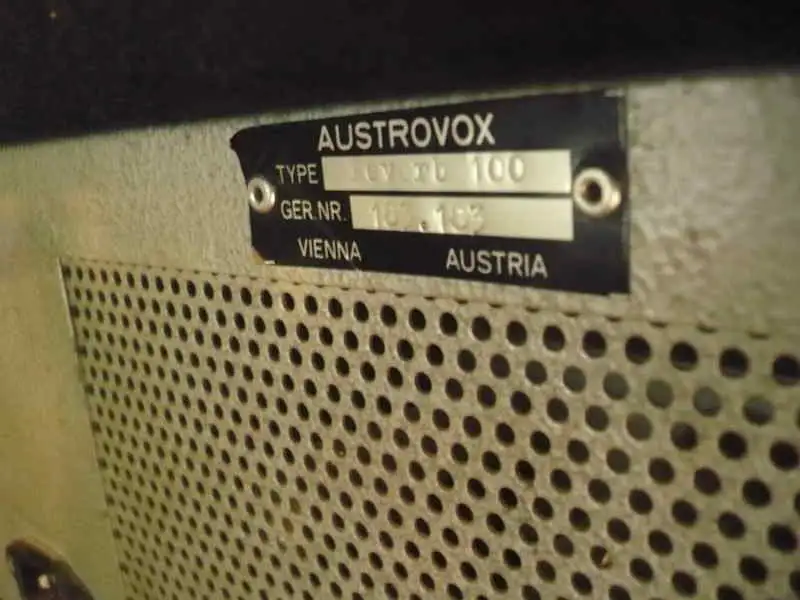 AUSTROVOX
TYPE 100
GER.NR.
VIENNA AUSTRIA